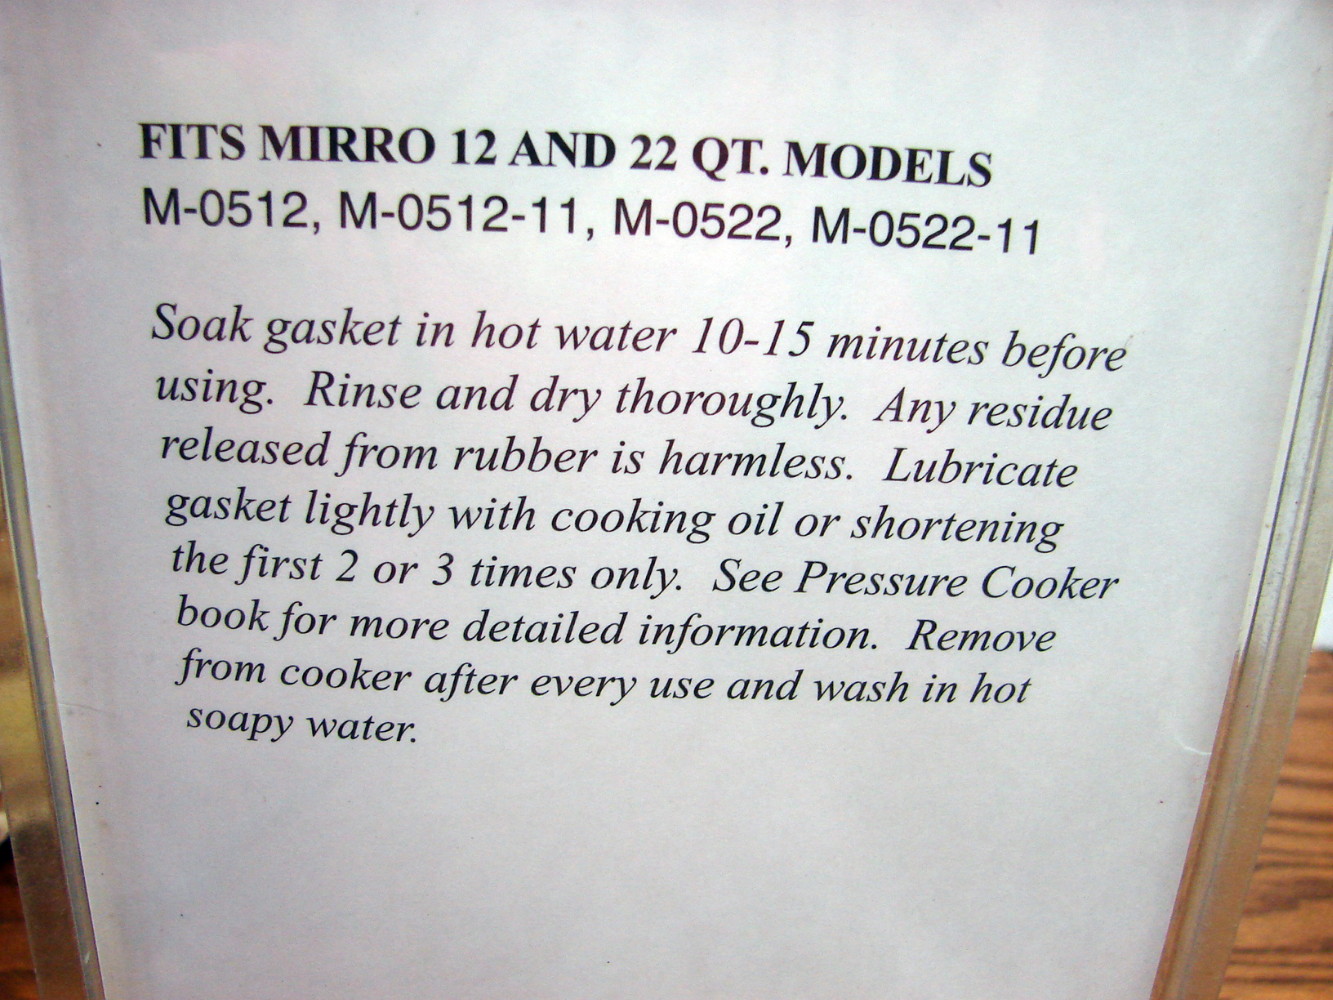 FITS MIRRO 12 AND 22 QT. MODELS
M-0512, M-0512-11, M-0522, M-0522-11
Soak gasket in hot water 10-15 minutes before
using. Rinse and dry thoroughly. Any residue
released from rubber is harmless. Lubricate
gasket lightly with cooking oil or shortening
the first 2 or 3 times only. See Pressure Cooker
book for more detailed information. Remove
from cooker after every use and wash in hot
soapy water.